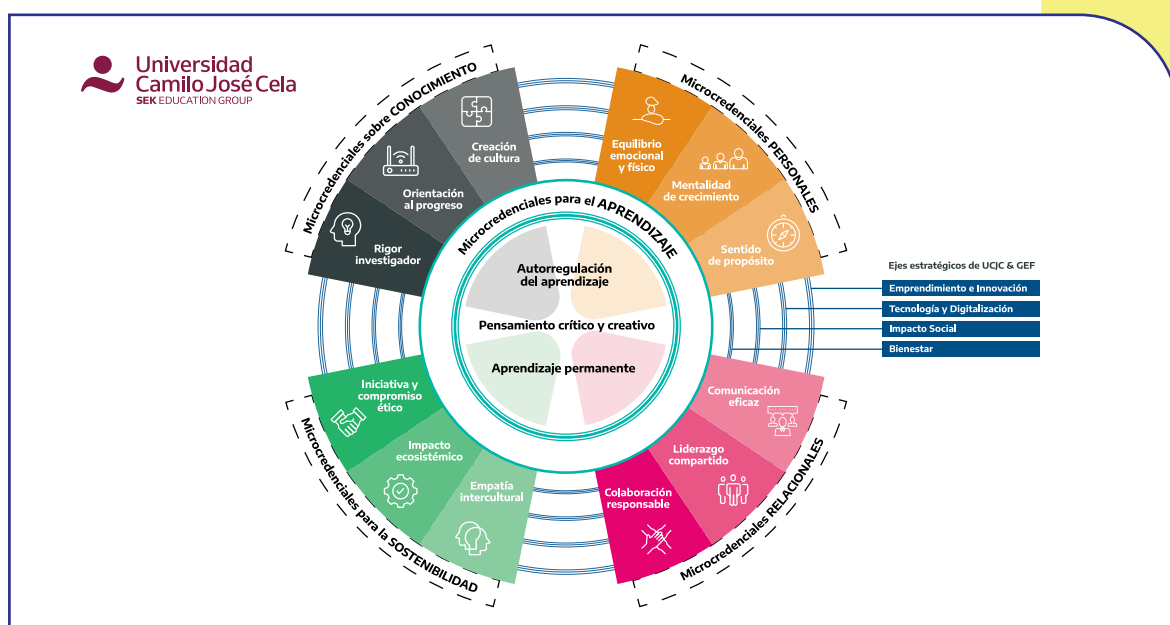 Universidad
Camilo José Cela
SEK EDUCATION GROUP
Microcredenciales sobre CONOCIMIENTO
Creación
de cultura
Orientación
al progreso
Rigor
investigador
Microcredenciales PERSONALES
Equilibrio
emocional
y físico
Mentalidad
de crecimiento
Sentido
de propósito
Microcredenciales para el APRENDIZAJE
Autorregulación
del aprendizaje
Pensamiento crítico y creativo
Aprendizaje permanente
Ejes estratégicos de UCJC & GEF
Emprendimiento e Innovación
Tecnología y Digitalización
Impacto Social
Bienestar
Iniciativa y
compromiso
ético
Impacto
ecosistémico
Empatía
intercultural
Microcredenciales para la SOSTENIBILIDAD
Comunicación
eficaz
Liderazgo
compartido
Colaboración
responsable
Microcredenciales RELACIONALES